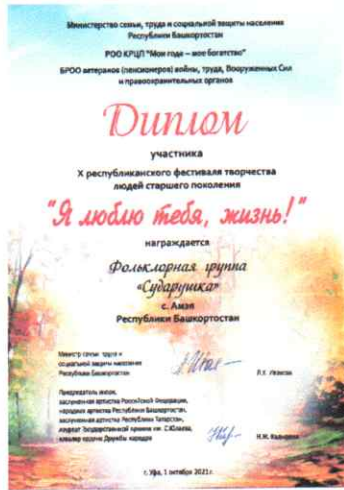 Министерство семьи, труда и социальной защиты населения
Республики Башкортостан
РОО КРЦП "Мои года – мое богатство"
БРОО ветеранов (пенсионеров) войны, труда, Вооруженных Сил
и правоохранительных органов
Диплом
участника
X республиканского фестиваля творчества
людей старшего поколения
"Я люблю тебя, жизнь!"
награждается
Фольклорная группа
«Сударушка»
с. Амзя
Республики Башкортостан
Министр семьи, труда и
социальной защиты населения
Республики Башкортостан
Л.Х. Иванова
Председатель жюри,
заслуженная артистка Российской Федерации,
народная артистка Республики Башкортостан,
заслуженная артистка Республики Татарстан,
лауреат Государственной премии им. С.Юлаева,
кавалер ордена Дружбы народов
г. Уфа, 1 октября 2021 г.